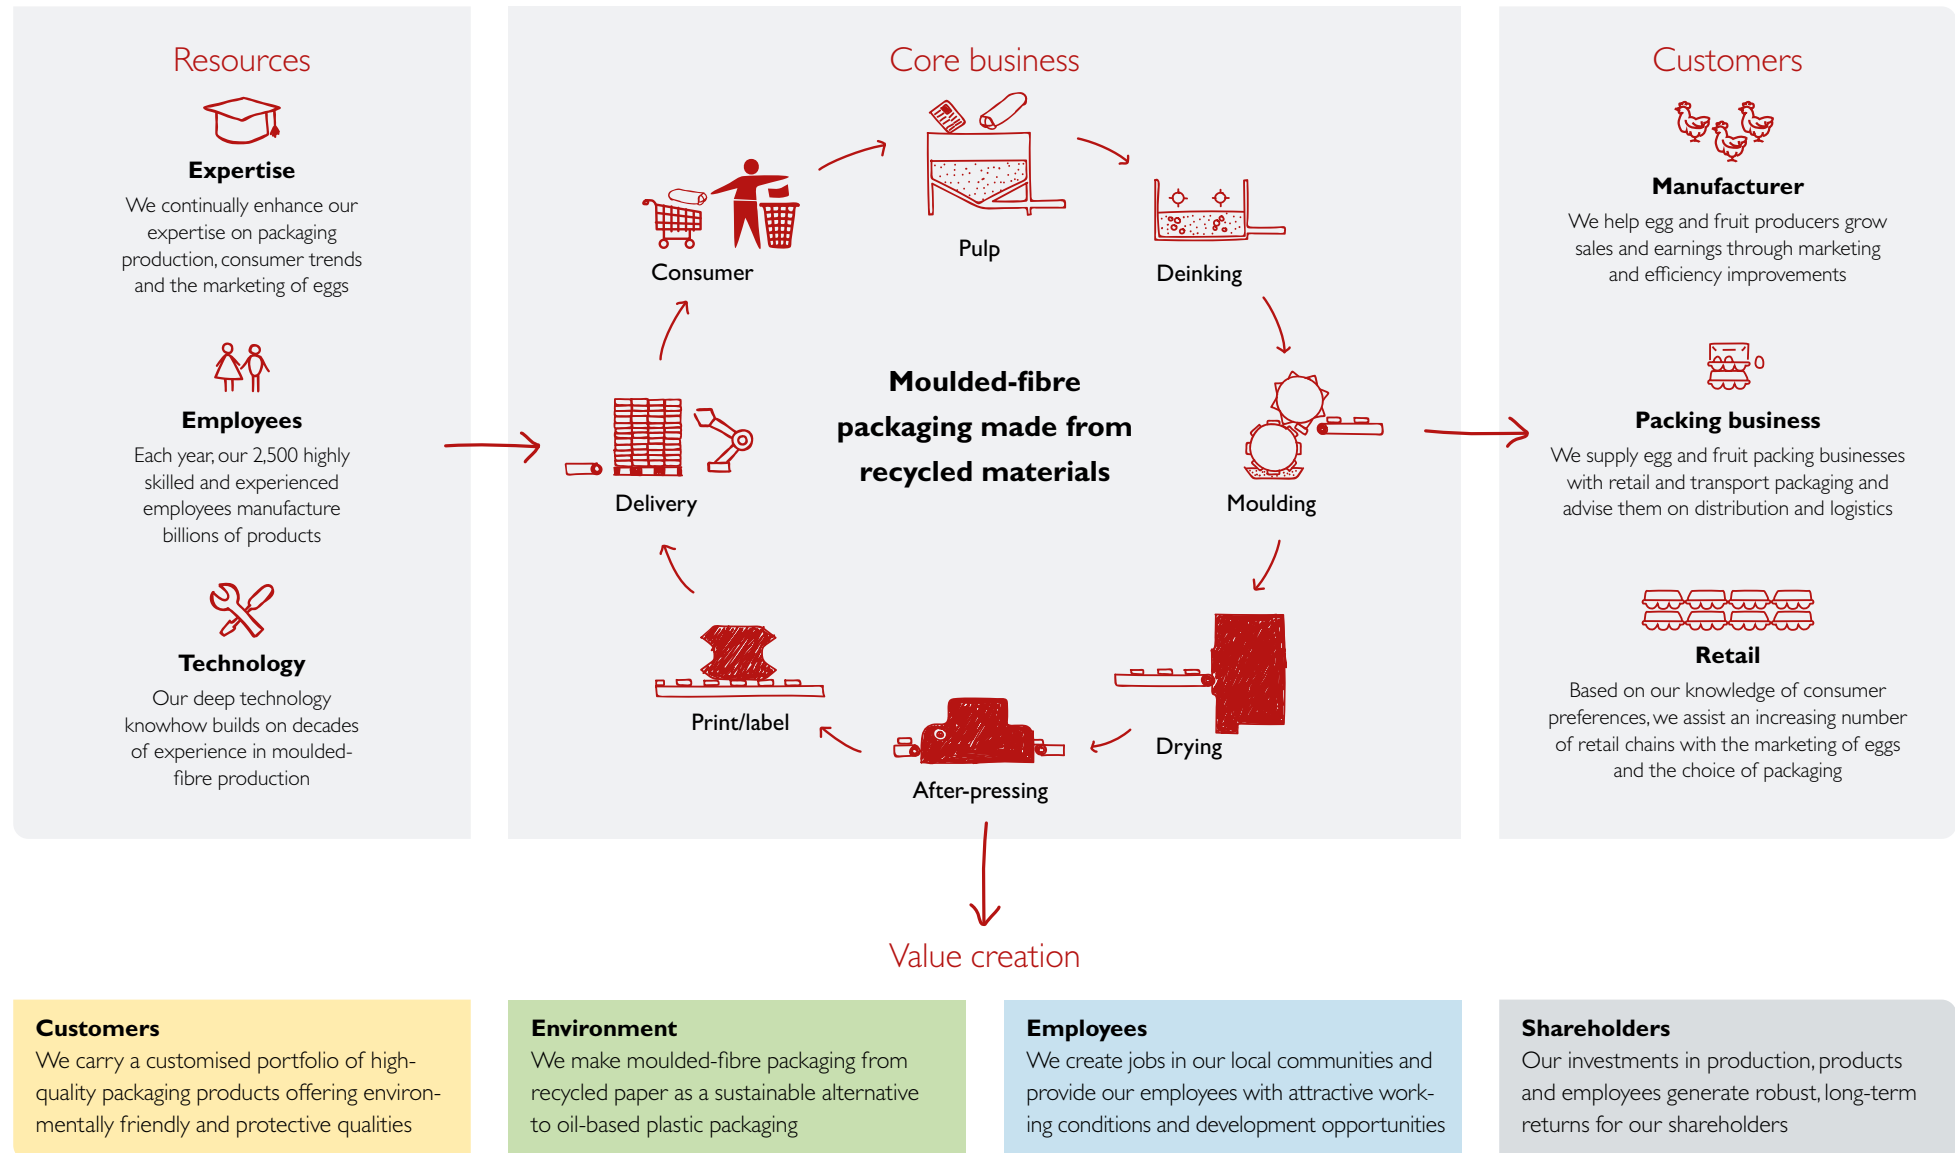 Resources
Expertise
We continually enhance our
expertise on packaging
production, consumer trends
and the marketing of eggs
Employees
Each year, our 2,500 highly
skilled and experienced
employees manufacture
billions of products
Technology
Our deep technology
knowhow builds on decades
of experience in moulded-
fibre production
Core business
Pulp
Deinking
Moulding
Drying
After-pressing
Print/label
Delivery
Consumer
Moulded-fibre
packaging made from
recycled materials
Customers
Manufacturer
We help egg and fruit producers grow
sales and earnings through marketing
and efficiency improvements
Packing business
We supply egg and fruit packing businesses
with retail and transport packaging and
advise them on distribution and logistics
Retail
Based on our knowledge of consumer
preferences, we assist an increasing number
of retail chains with the marketing of eggs
and the choice of packaging
Value creation
Customers
We carry a customised portfolio of high-
quality packaging products offering environ-
mentally friendly and protective qualities
Environment
We make moulded-fibre packaging from
recycled paper as a sustainable alternative
to oil-based plastic packaging
Employees
We create jobs in our local communities and
provide our employees with attractive work-
ing conditions and development opportunities
Shareholders
Our investments in production, products
and employees generate robust, long-term
returns for our shareholders